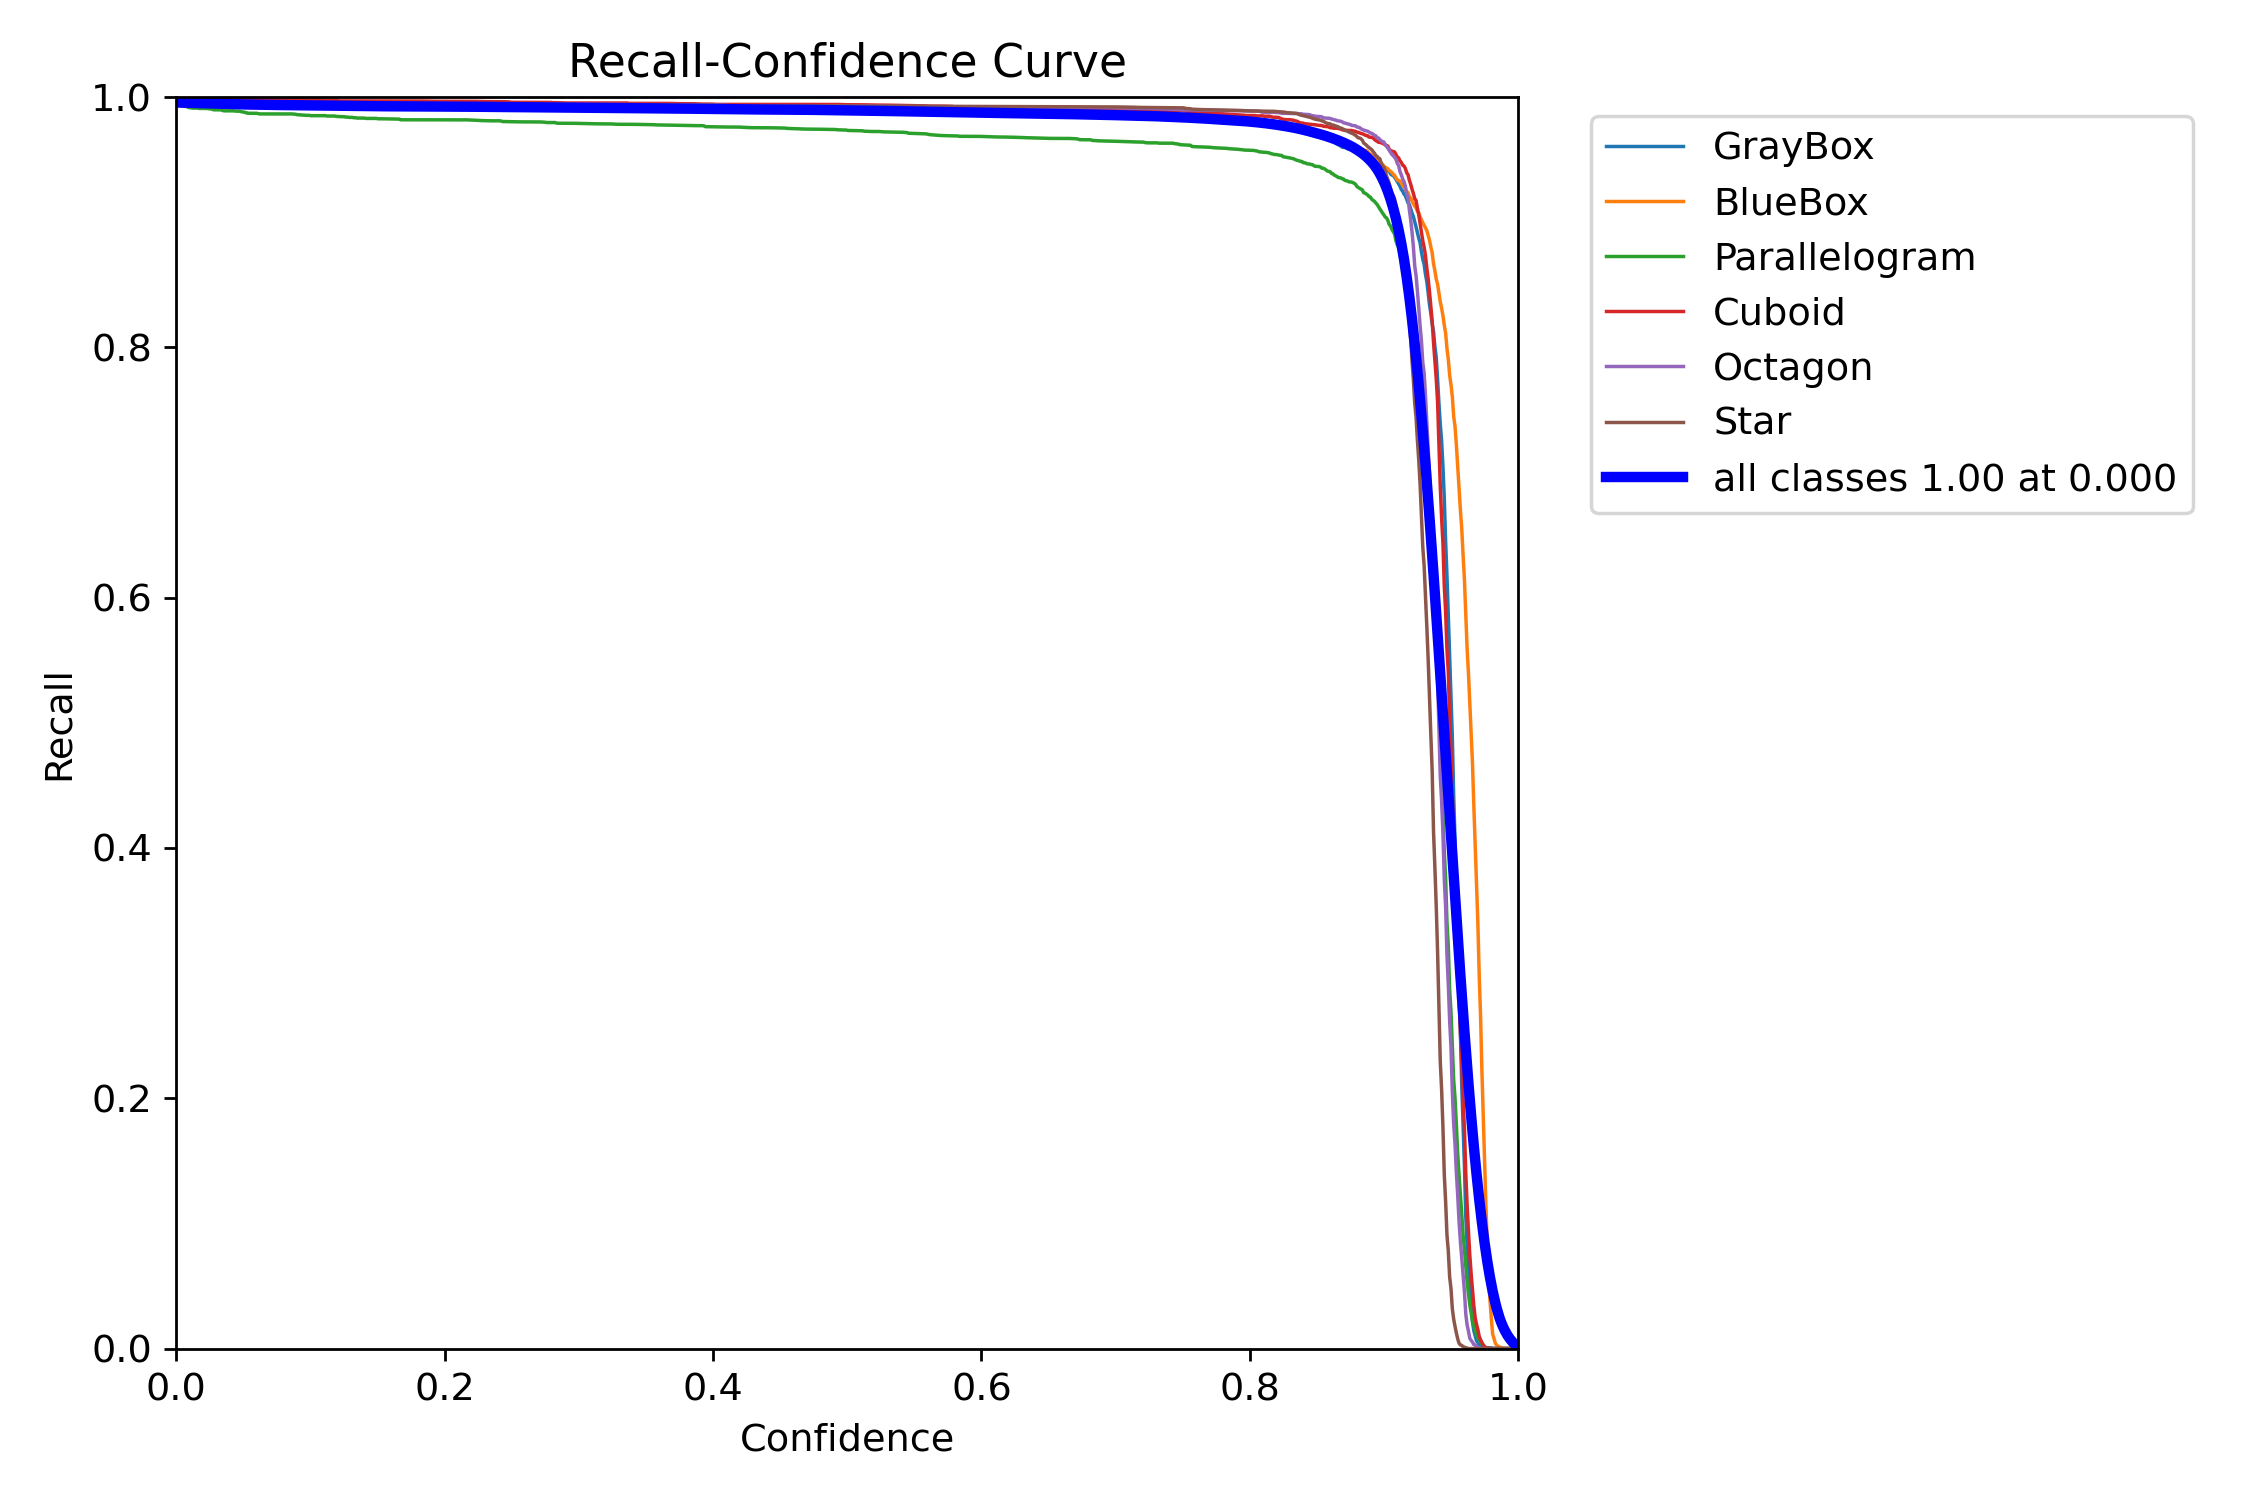 Recall-Confidence Curve
1.0
0.8
0.6
0.4
0.2
0.0
Recall
0.0 0.2 0.4 0.6 0.8 1.0
Confidence
GrayBox
BlueBox
Parallelogram
Cuboid
Octagon
Star
all classes 1.00 at 0.000